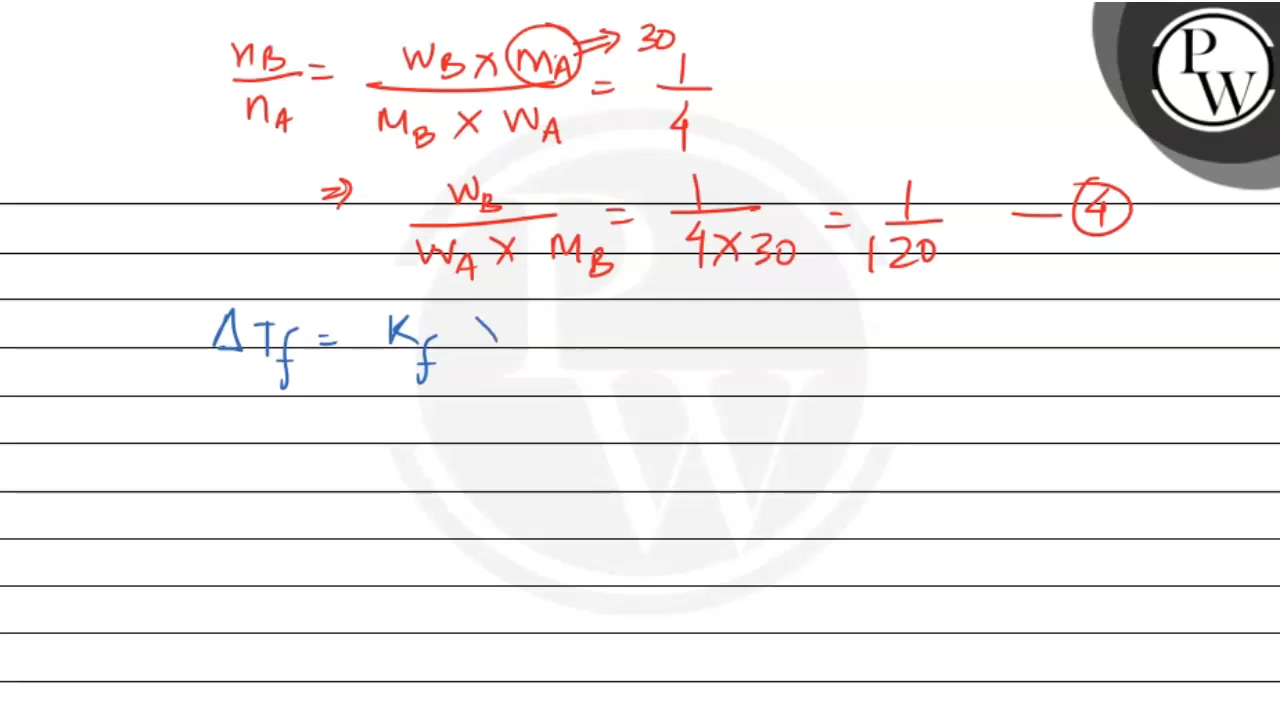 nB/nA = WB × MA/MB × WA = 1/4 ⇒ 30
⇒ WB/WA × MB = 1/4×30 = 1/120 — ④
ΔTf = Kf \
P
W